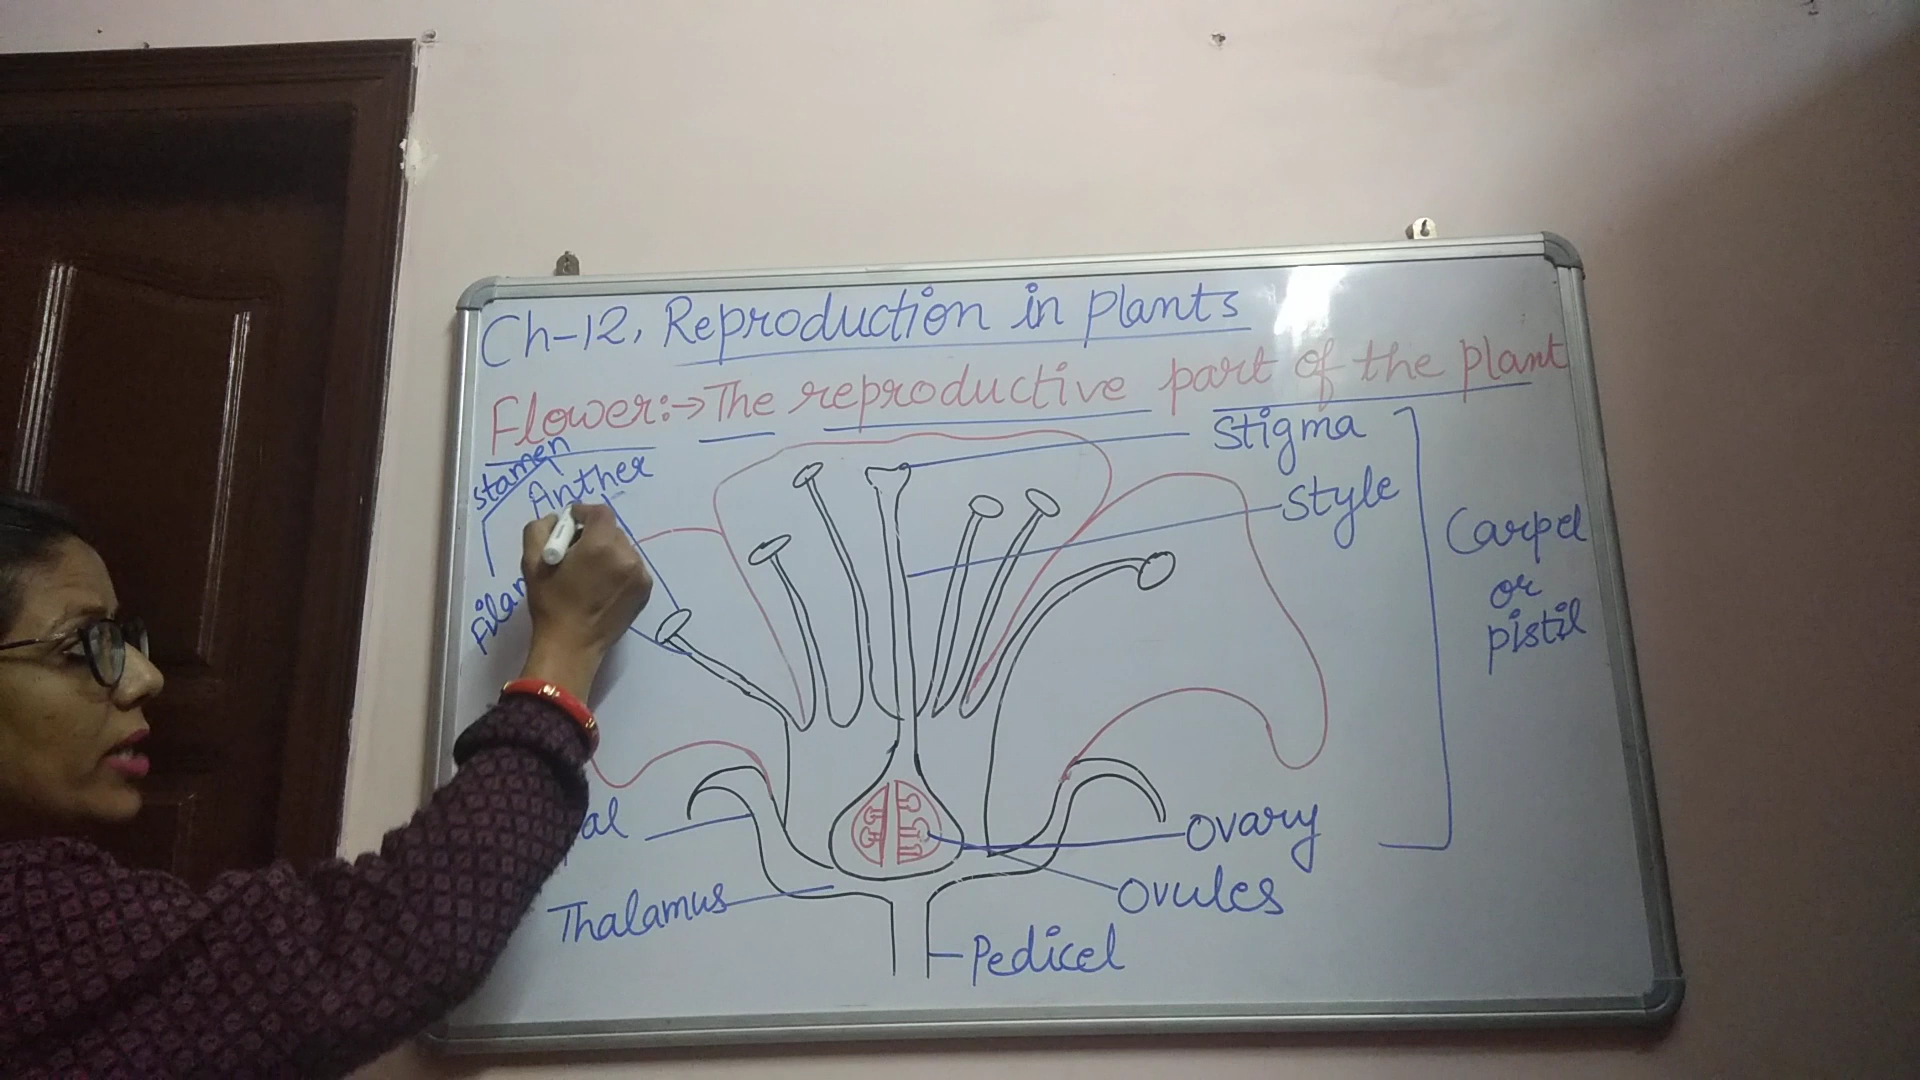 Ch-12, Reproduction in plants
Flower:→ The reproductive part of the plant
Stamen
Anther
Stigma
Style
Carpel
or
pistil
Ovary
Ovules
Thalamus
Pedicel